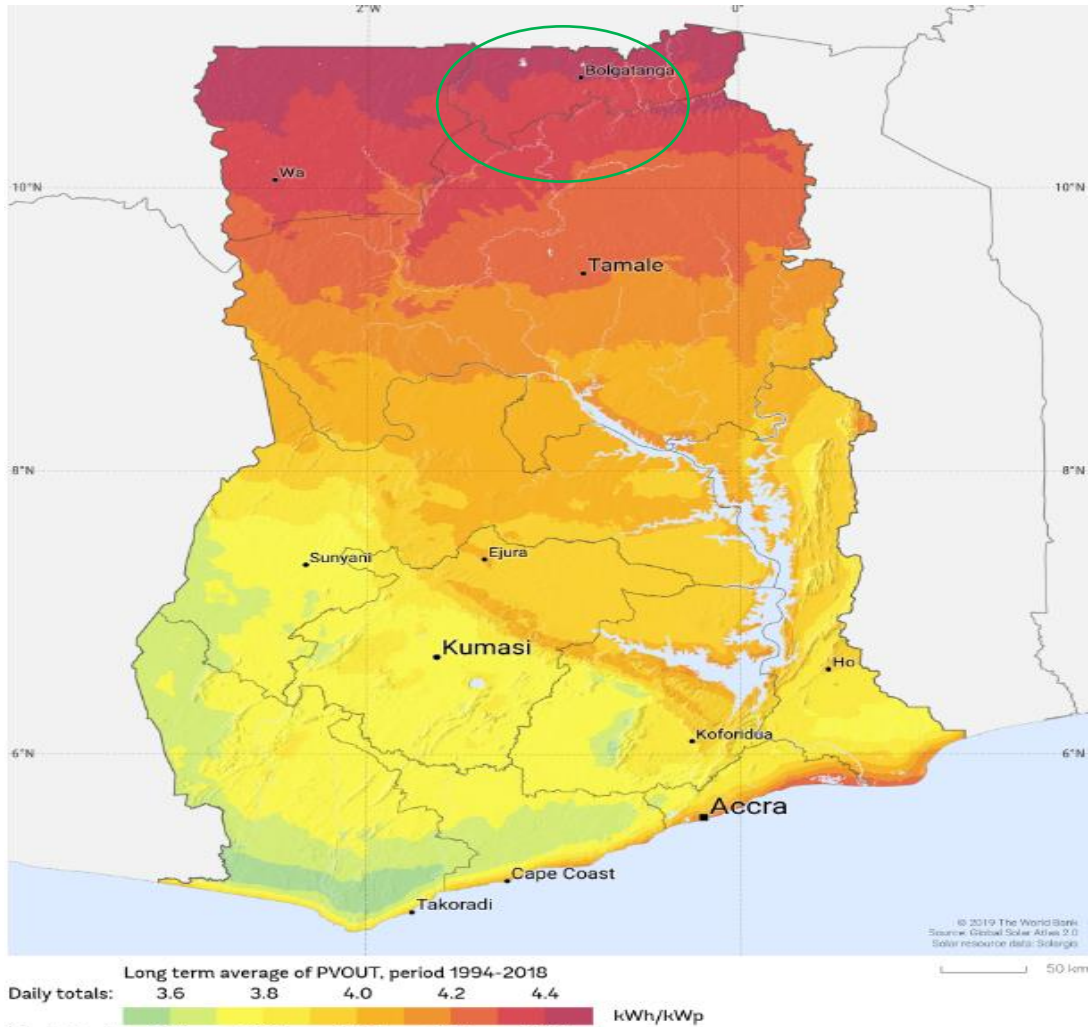 2°W 0°
Bolgatanga
Wa
10°N 10°N
Tamale
8°N 8°N
Sunyani
Ejura
Kumasi
Ho
Koforidua
6°N 6°N
Accra
Cape Coast
Takoradi
© 2019 The World Bank
Source: Global Solar Atlas 2.0
Solar resource data: Solargis
50 km
Long term average of PVOUT, period 1994-2018
Daily totals: 3.6 3.8 4.0 4.2 4.4
kWh/kWp